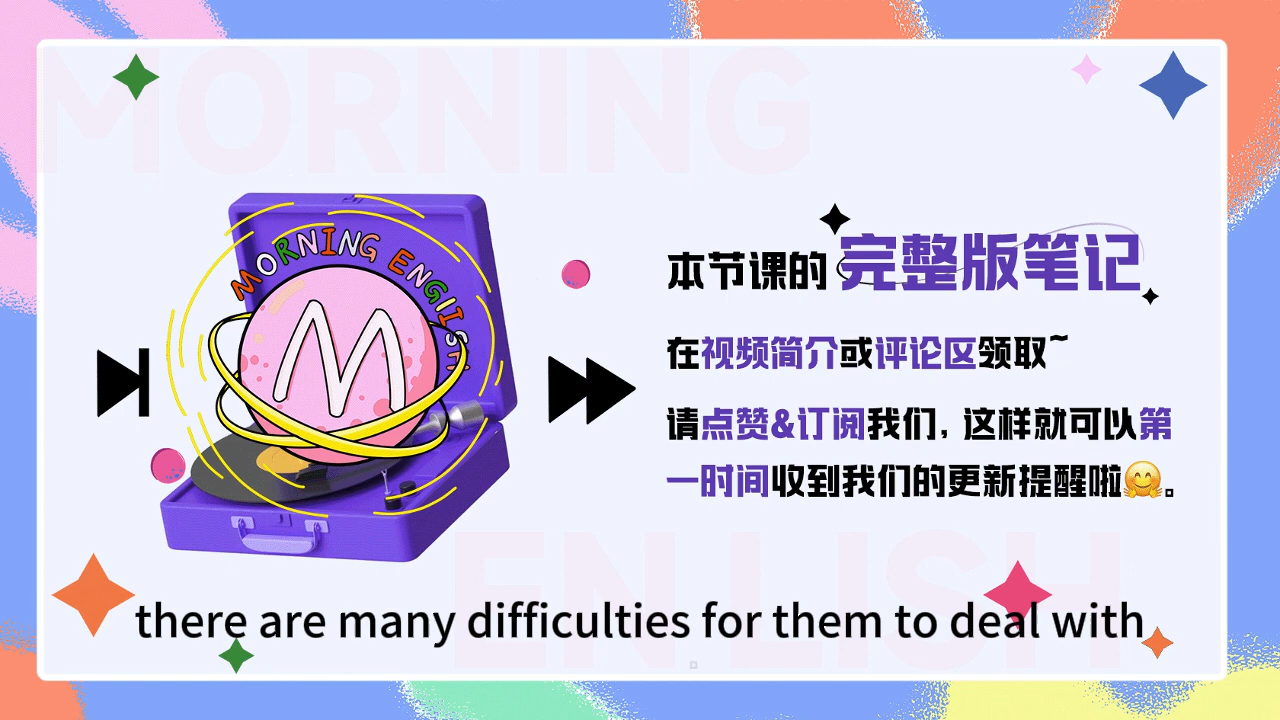 MORNING
MORNING ENGLISH
M
本节课的 完整版笔记
在视频简介或评论区领取~
请点赞&订阅我们，这样就可以第
一时间收到我们的更新提醒啦🤗。
EN LISH
there are many difficulties for them to deal with